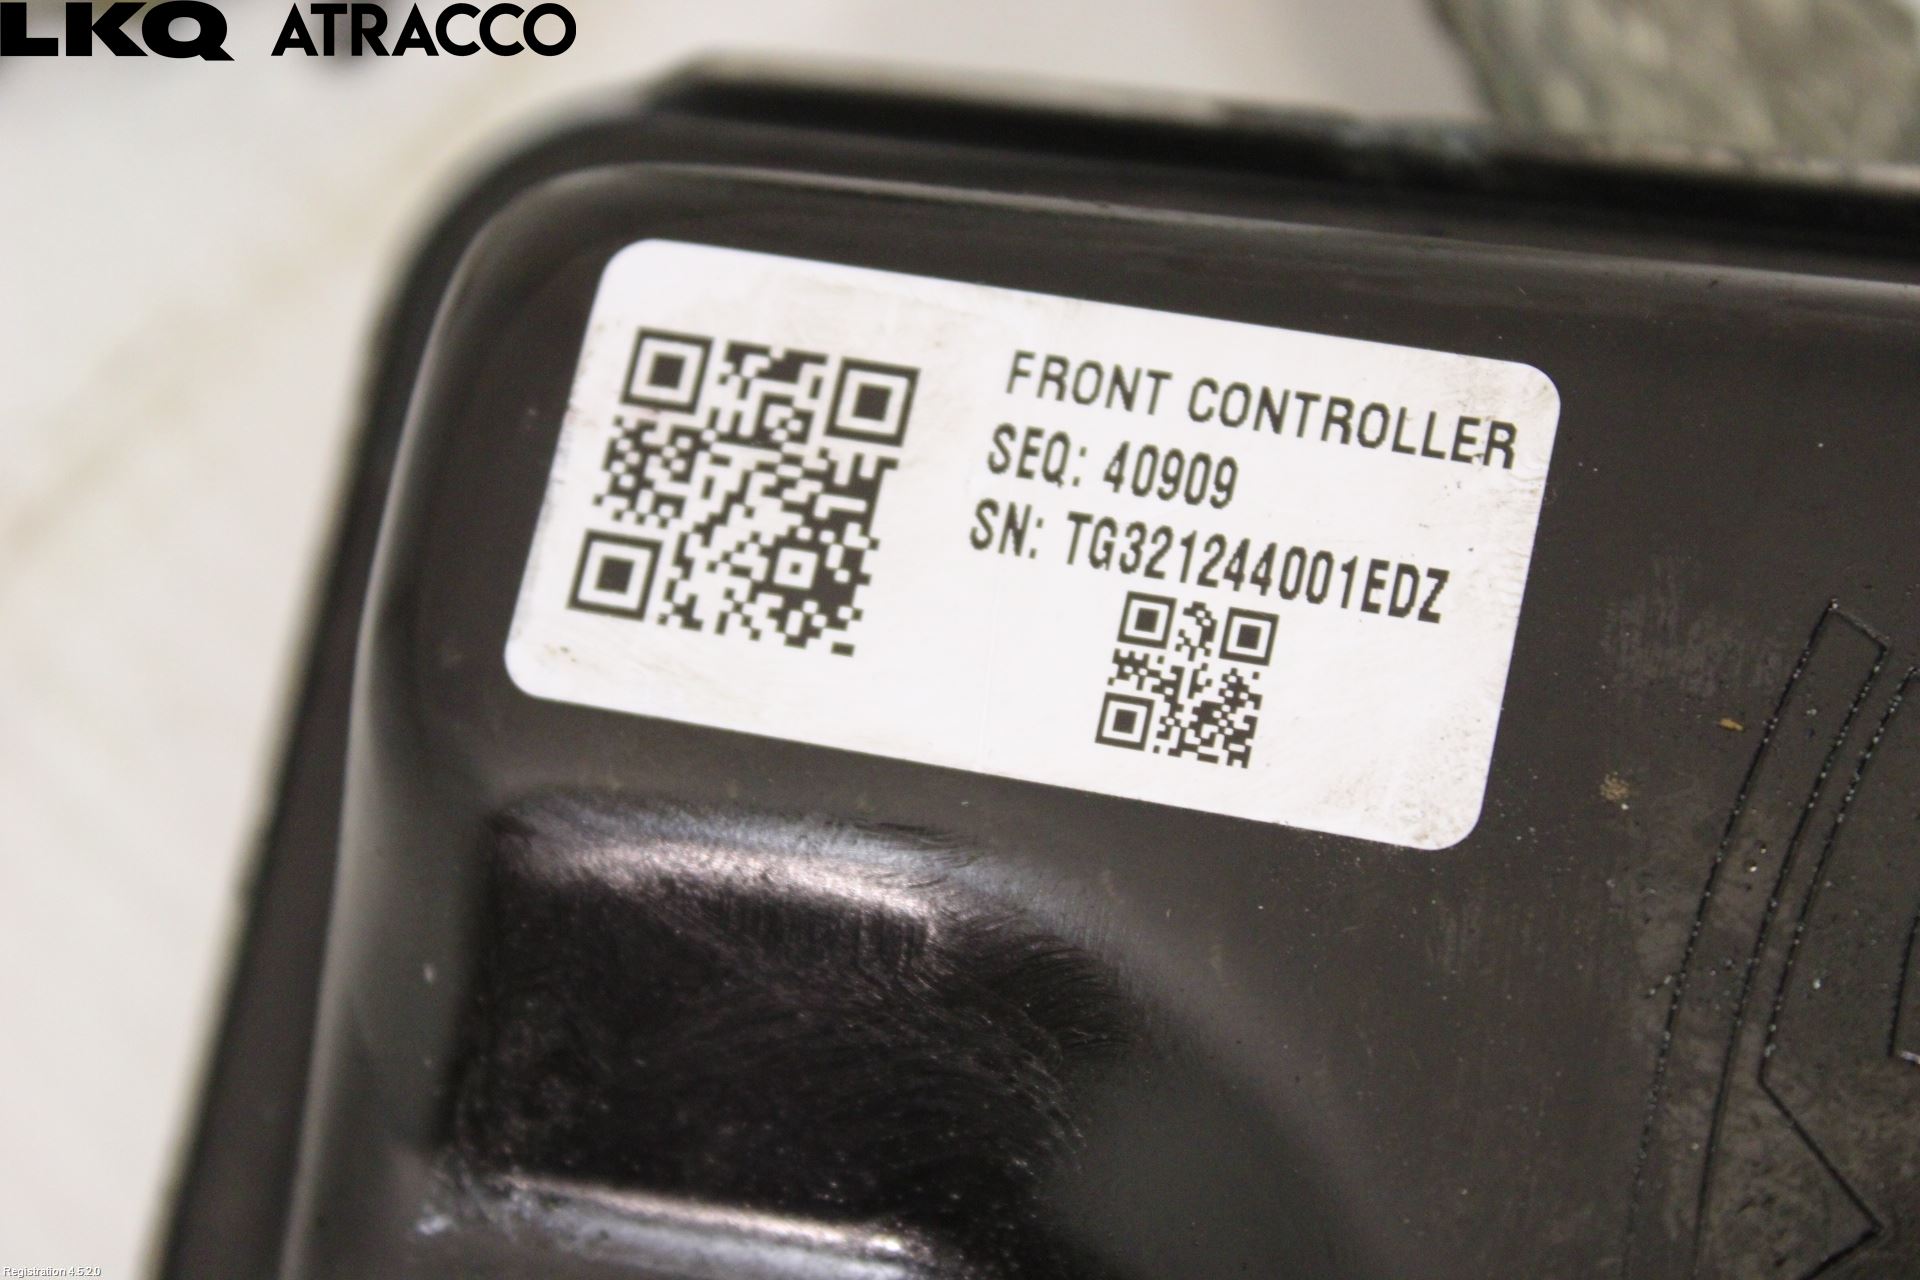 LKQ ATRACCO
FRONT CONTROLLER
SEQ: 40909
SN: TG321244001EDZ
Registration 4.5.2.0